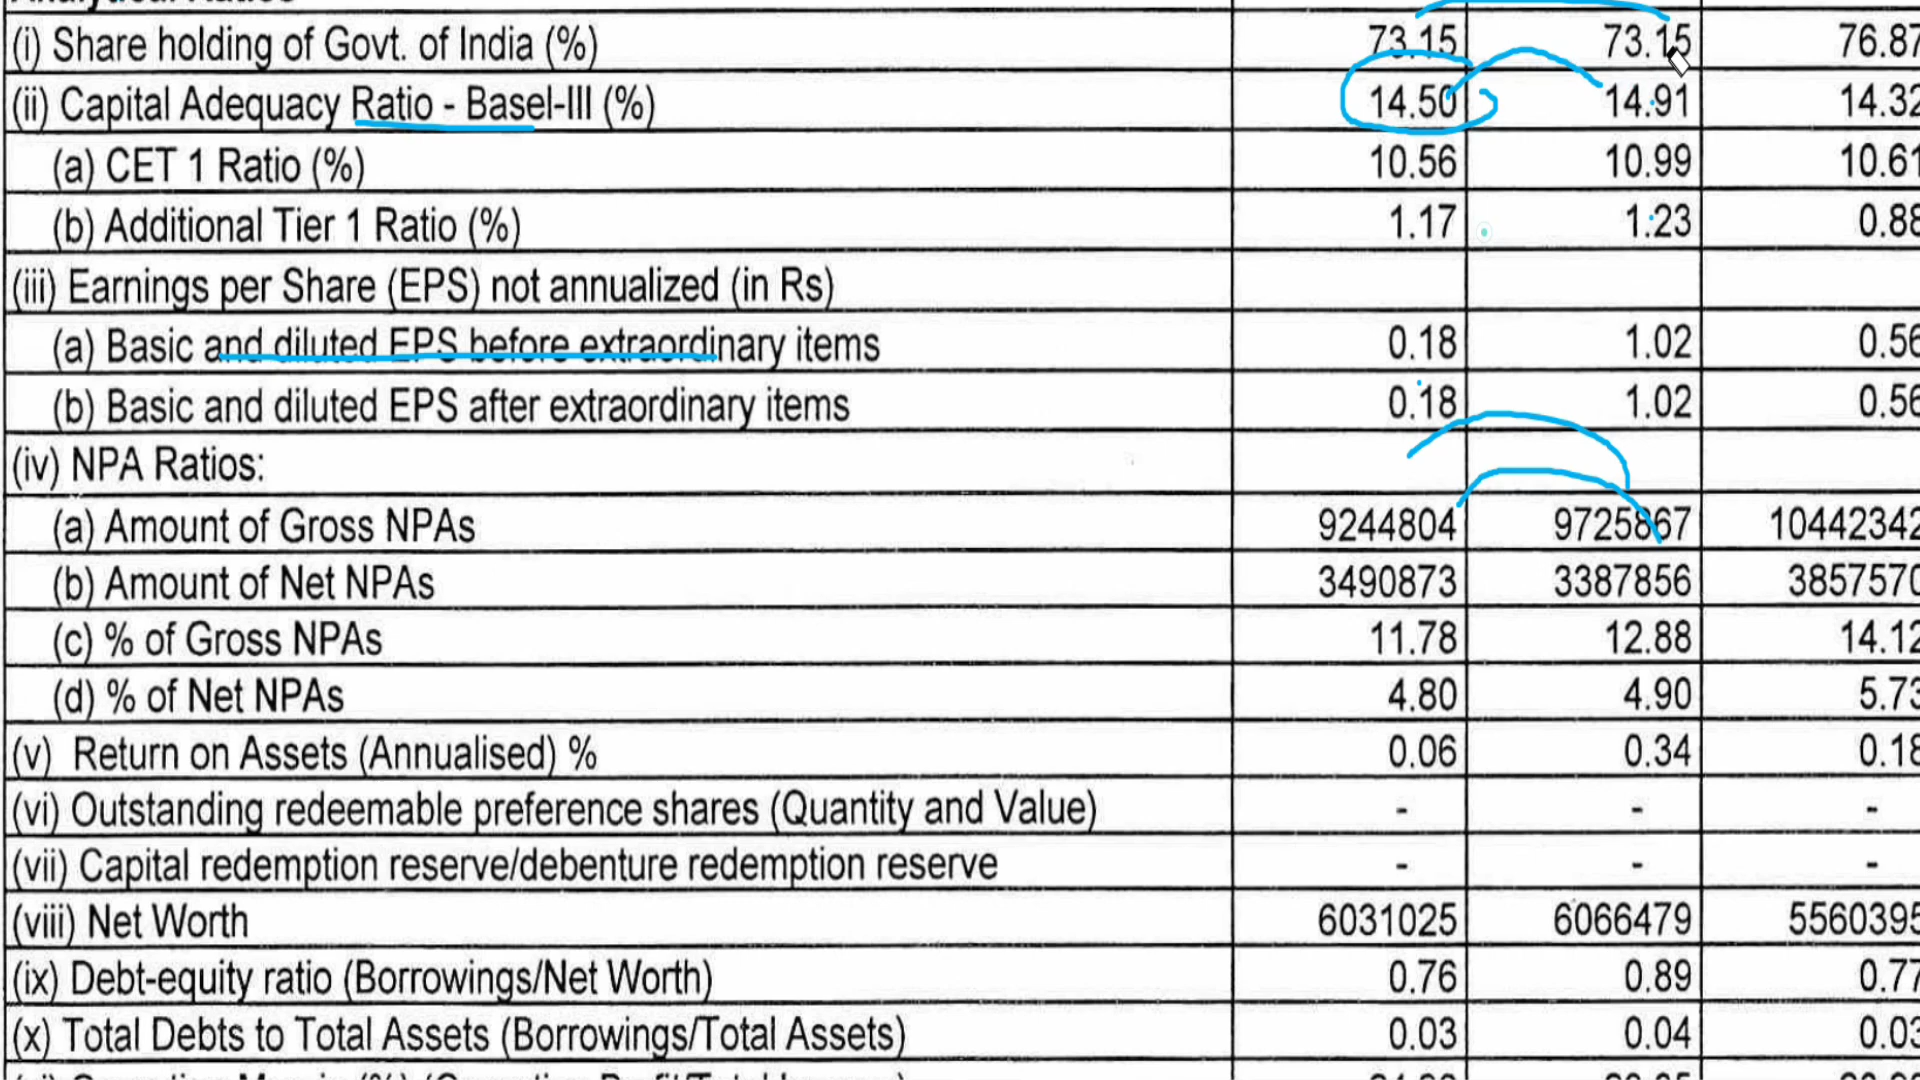 (i) Share holding of Govt. of India (%) 73.15 73.15 76.87
(ii) Capital Adequacy Ratio - Basel-III (%) 14.50 14.91 14.32
(a) CET 1 Ratio (%) 10.56 10.99 10.61
(b) Additional Tier 1 Ratio (%) 1.17 1.23 0.88
(iii) Earnings per Share (EPS) not annualized (in Rs)
(a) Basic and diluted EPS before extraordinary items 0.18 1.02 0.56
(b) Basic and diluted EPS after extraordinary items 0.18 1.02 0.56
(iv) NPA Ratios:
(a) Amount of Gross NPAs 9244804 9725867 10442342
(b) Amount of Net NPAs 3490873 3387856 3857570
(c) % of Gross NPAs 11.78 12.88 14.12
(d) % of Net NPAs 4.80 4.90 5.73
(v) Return on Assets (Annualised) % 0.06 0.34 0.18
(vi) Outstanding redeemable preference shares (Quantity and Value) - - -
(vii) Capital redemption reserve/debenture redemption reserve - - -
(viii) Net Worth 6031025 6066479 5560395
(ix) Debt-equity ratio (Borrowings/Net Worth) 0.76 0.89 0.77
(x) Total Debts to Total Assets (Borrowings/Total Assets) 0.03 0.04 0.03